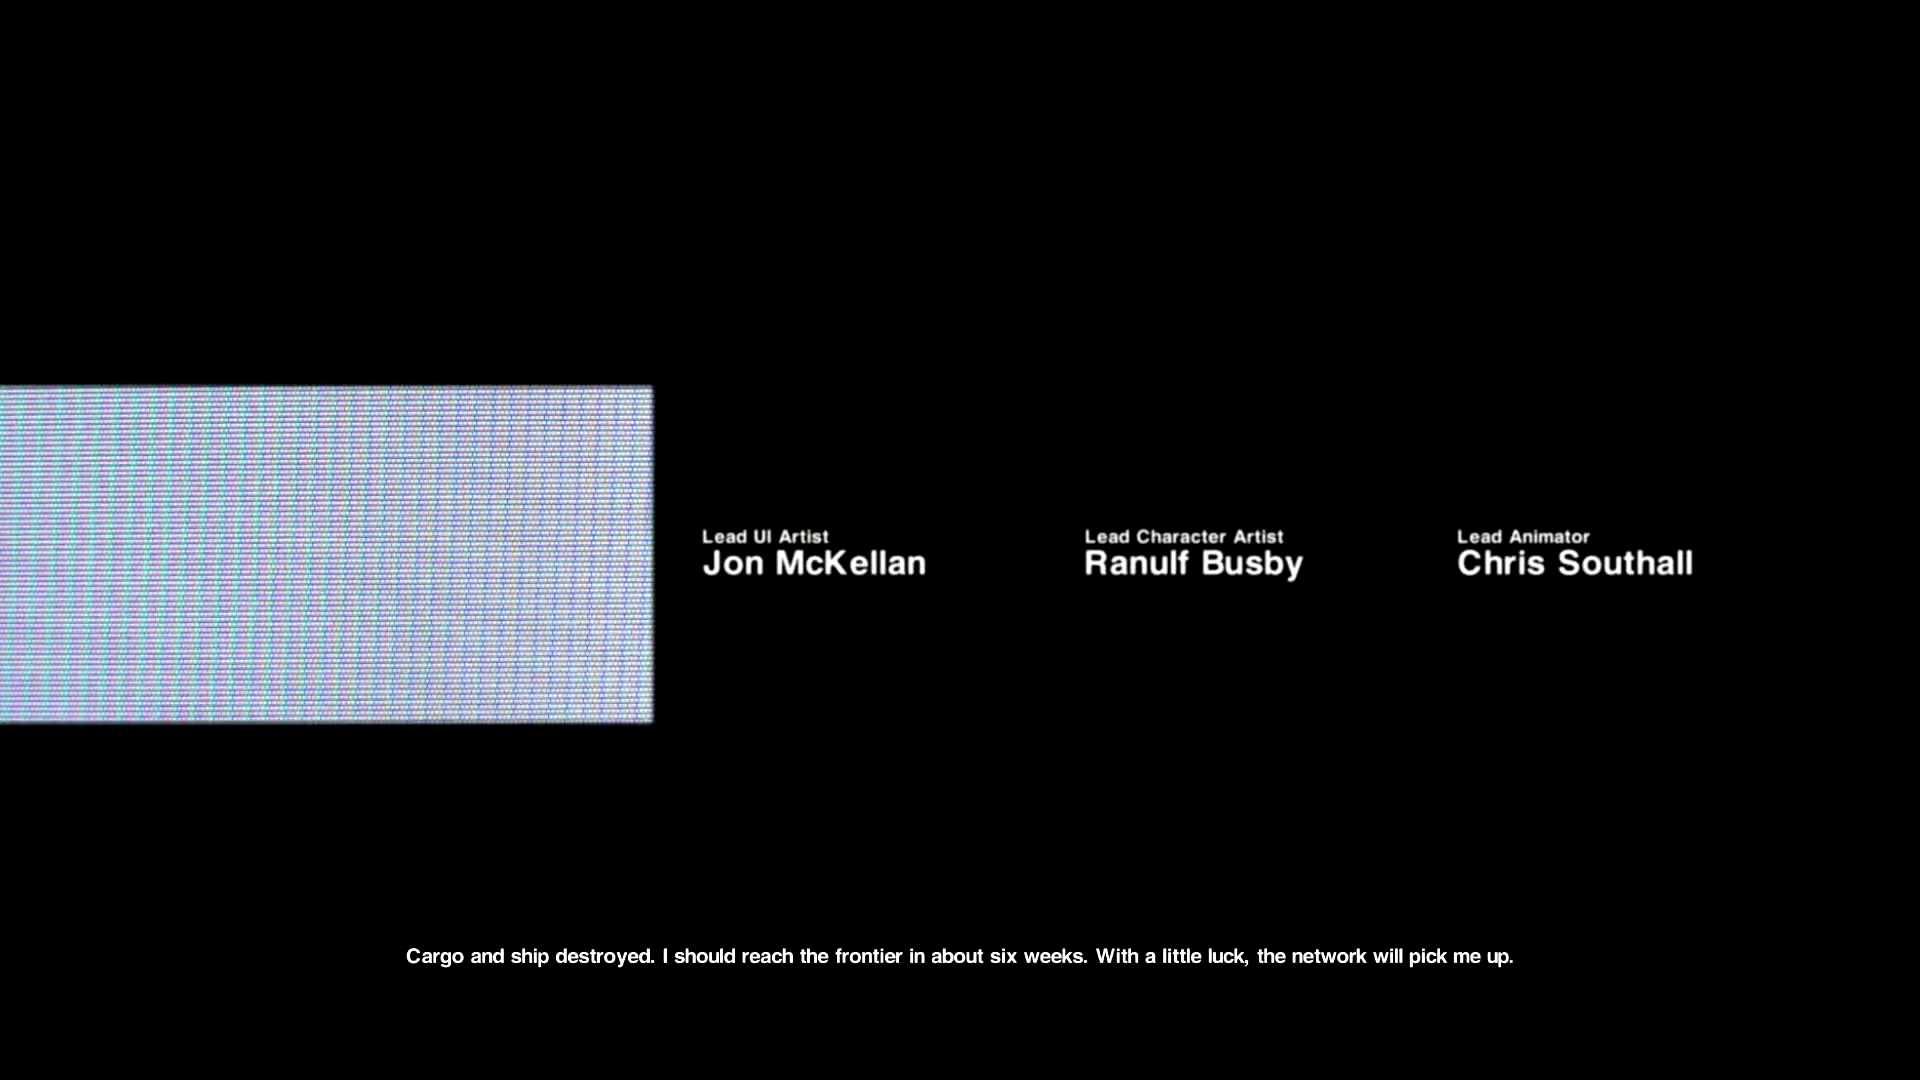 Lead UI Artist
Jon McKellan
Lead Character Artist
Ranulf Busby
Lead Animator
Chris Southall
Cargo and ship destroyed. I should reach the frontier in about six weeks. With a little luck, the network will pick me up.